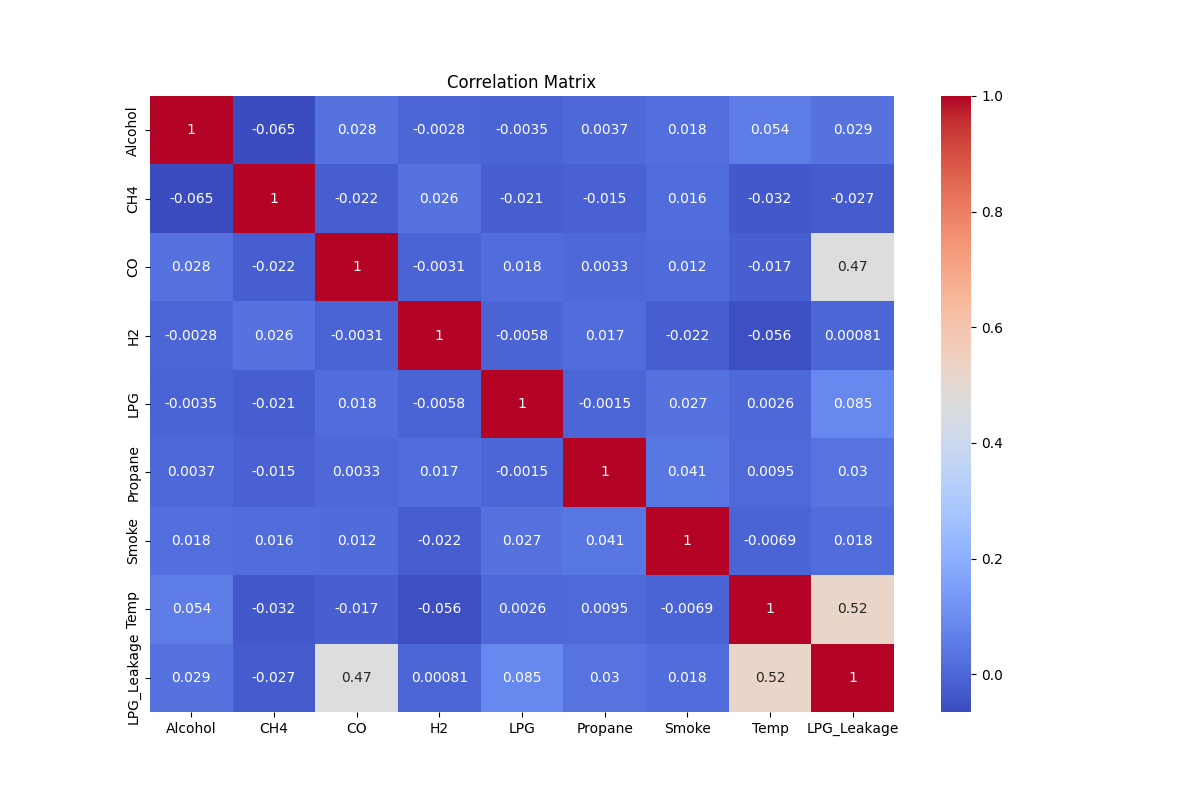 Correlation Matrix
Alcohol 1 -0.065 0.028 -0.0028 -0.0035 0.0037 0.018 0.054 0.029
CH4 -0.065 1 -0.022 0.026 -0.021 -0.015 0.016 -0.032 -0.027
CO 0.028 -0.022 1 -0.0031 0.018 0.0033 0.012 -0.017 0.47
H2 -0.0028 0.026 -0.0031 1 -0.0058 0.017 -0.022 -0.056 0.00081
LPG -0.0035 -0.021 0.018 -0.0058 1 -0.0015 0.027 0.0026 0.085
Propane 0.0037 -0.015 0.0033 0.017 -0.0015 1 0.041 0.0095 0.03
Smoke 0.018 0.016 0.012 -0.022 0.027 0.041 1 -0.0069 0.018
Temp 0.054 -0.032 -0.017 -0.056 0.0026 0.0095 -0.0069 1 0.52
LPG_Leakage 0.029 -0.027 0.47 0.00081 0.085 0.03 0.018 0.52 1
Alcohol CH4 CO H2 LPG Propane Smoke Temp LPG_Leakage
1.0
0.8
0.6
0.4
0.2
0.0